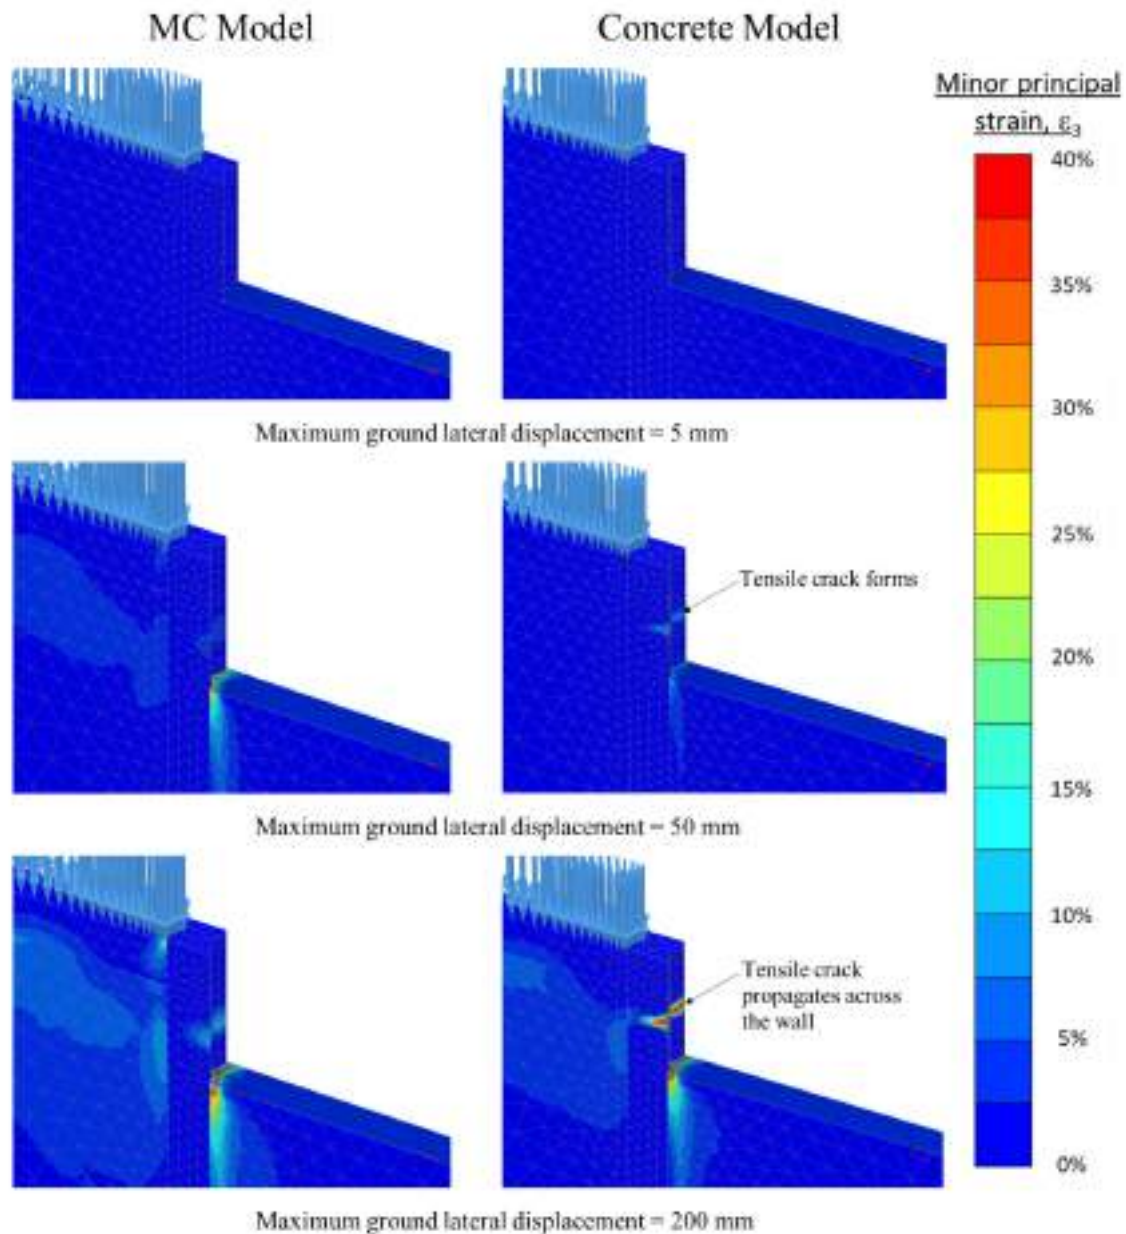 MC Model
Concrete Model
Minor principal
strain, ε₃
40%
35%
30%
25%
20%
15%
10%
5%
0%
Maximum ground lateral displacement = 5 mm
Tensile crack forms
Maximum ground lateral displacement = 50 mm
Tensile crack
propagates across
the wall
Maximum ground lateral displacement = 200 mm